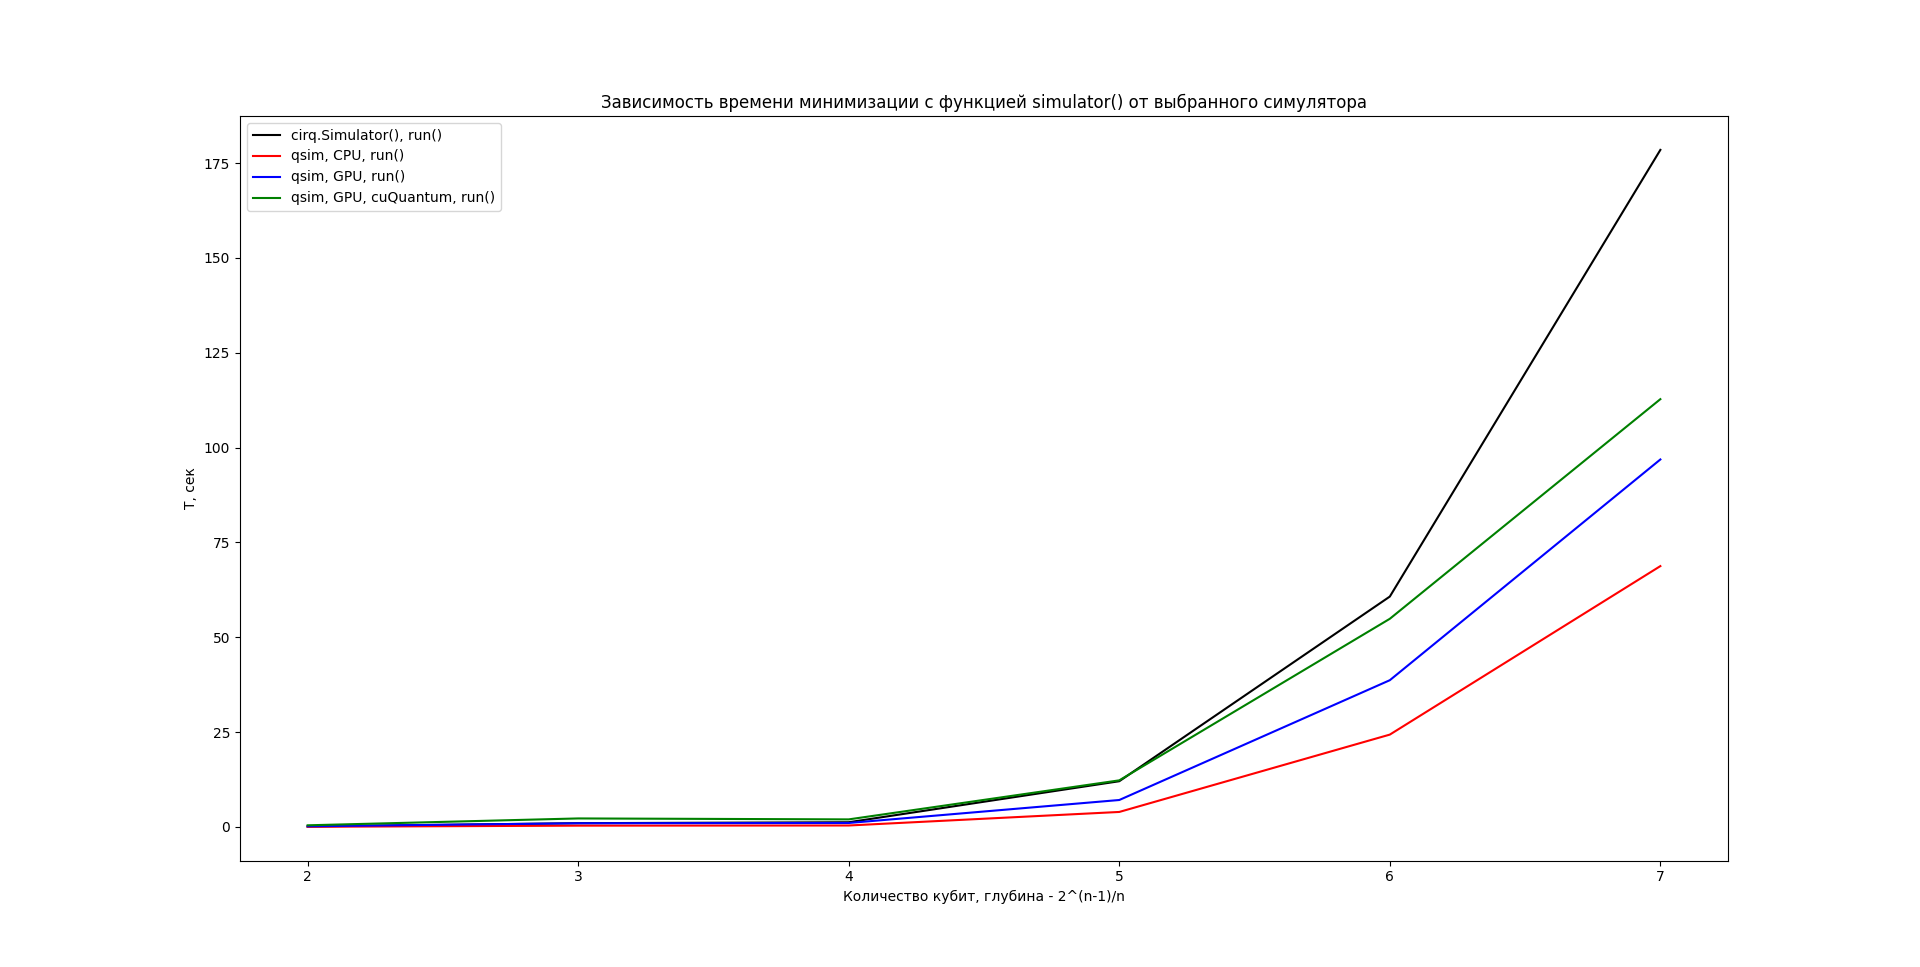 Зависимость времени минимизации с функцией simulator() от выбранного симулятора
cirq.Simulator(), run()
qsim, CPU, run()
qsim, GPU, run()
qsim, GPU, cuQuantum, run()
175
150
125
100
75
50
25
0
T, сек
2 3 4 5 6 7
Количество кубит, глубина - 2^(n-1)/n